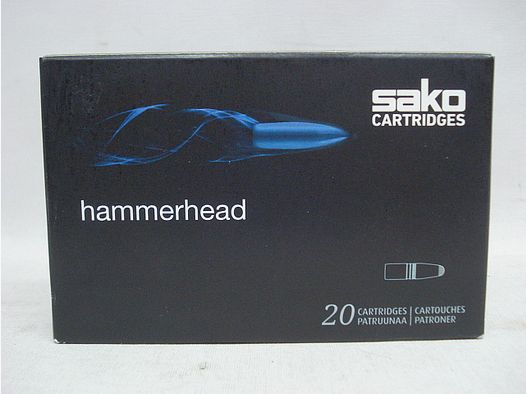 sako
CARTRIDGES
hammerhead
20 CARTRIDGES | CARTOUCHES
PATRUUNAA | PATRONER